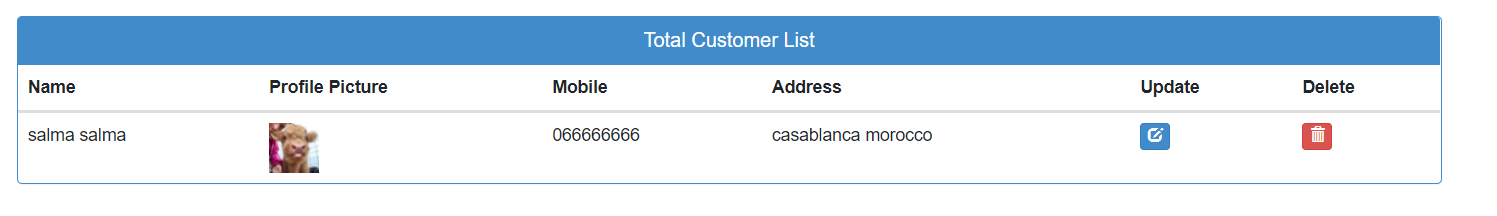 Total Customer List
Name Profile Picture Mobile Address Update Delete
salma salma 066666666 casablanca morocco